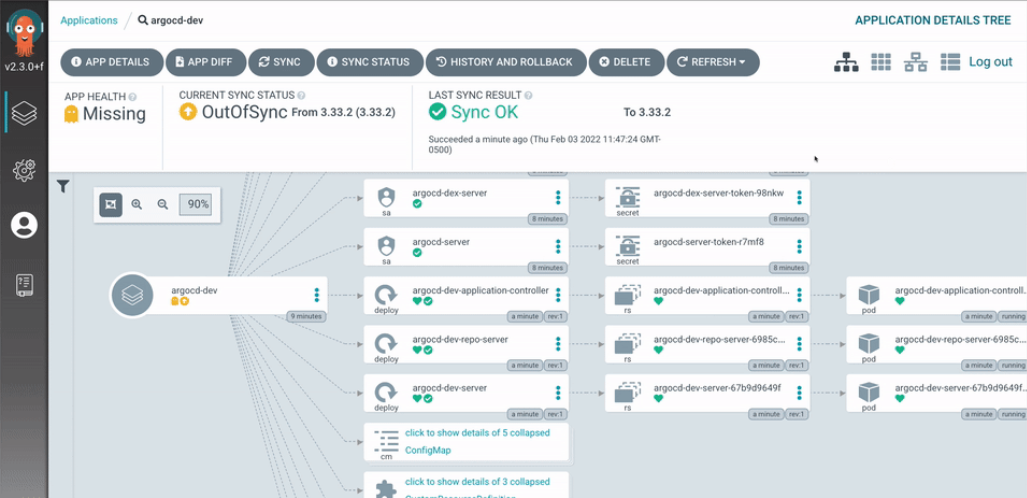 Applications / argocd-dev
APPLICATION DETAILS TREE
v2.3.0+f
APP DETAILS
APP DIFF
SYNC
SYNC STATUS
HISTORY AND ROLLBACK
DELETE
REFRESH
Log out
APP HEALTH
Missing
CURRENT SYNC STATUS
OutOfSync From 3.33.2 (3.33.2)
LAST SYNC RESULT
Sync OK
To 3.33.2
Succeeded a minute ago (Thu Feb 03 2022 11:47:24 GMT-
0500)
90%
argocd-dex-server
sa
8 minutes
argocd-dex-server-token-98nkw
secret
8 minutes
argocd-server
sa
8 minutes
argocd-server-token-r7mf8
secret
8 minutes
argocd-dev
9 minutes
argocd-dev-application-controller
deploy
a minute
rev:1
argocd-dev-application-controll...
rs
a minute
rev:1
argocd-dev-application-controll.
pod
a minute
running
argocd-dev-repo-server
deploy
a minute
rev:1
argocd-dev-repo-server-6985c...
rs
a minute
rev:1
argocd-dev-repo-server-6985c..
pod
a minute
running
argocd-dev-server
deploy
a minute
rev:1
argocd-dev-server-67b9d9649f
rs
a minute
rev:1
argocd-dev-server-67b9d9649f..
pod
a minute
running
click to show details of 5 collapsed
ConfigMap
cm
click to show details of 3 collapsed
CustomResourceDefinition